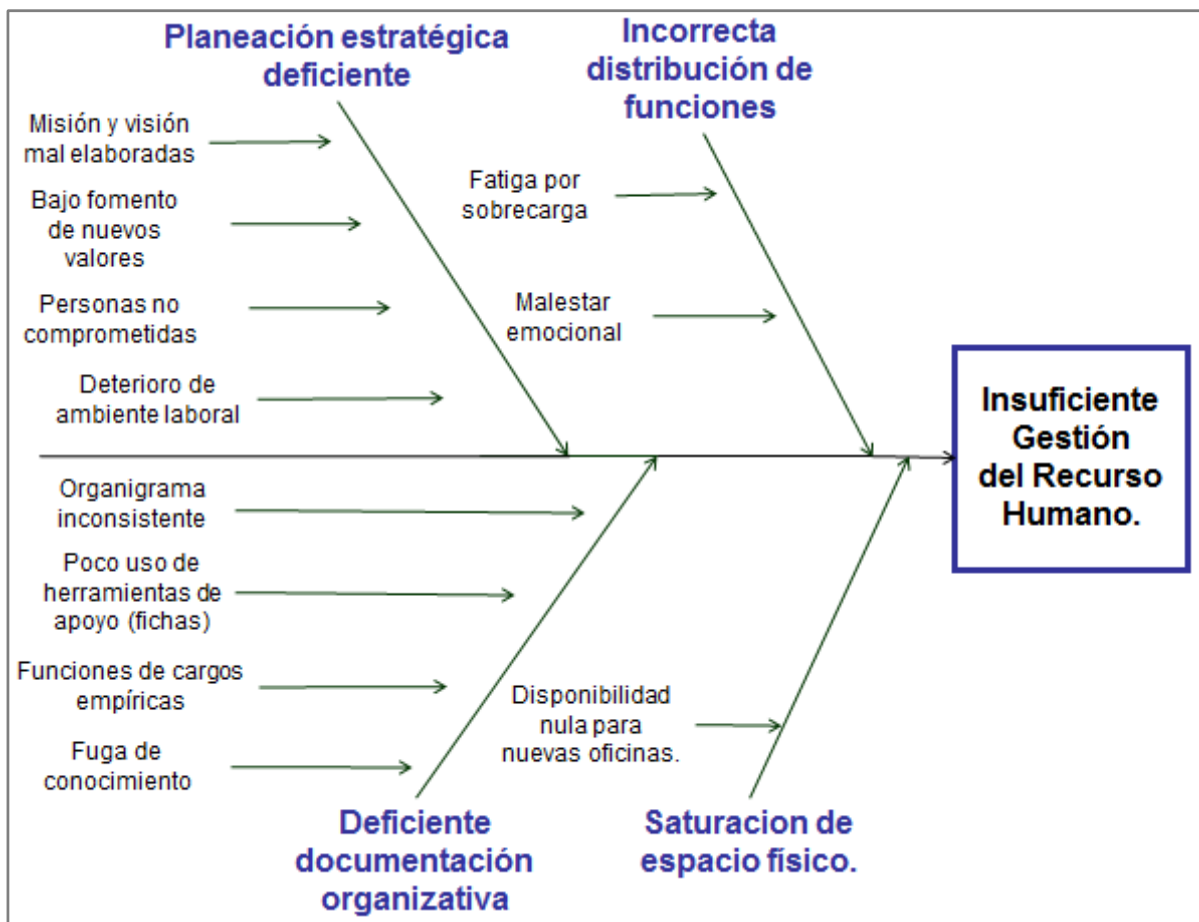 Planeación estratégica
deficiente
Incorrecta
distribución de
funciones
Misión y visión
mal elaboradas
Bajo fomento
de nuevos
valores
Personas no
comprometidas
Deterioro de
ambiente laboral
Fatiga por
sobrecarga
Malestar
emocional
Insuficiente
Gestión
del Recurso
Humano.
Organigrama
inconsistente
Poco uso de
herramientas de
apoyo (fichas)
Funciones de cargos
empíricas
Fuga de
conocimiento
Disponibilidad
nula para
nuevas oficinas.
Deficiente
documentación
organizativa
Saturacion de
espacio físico.